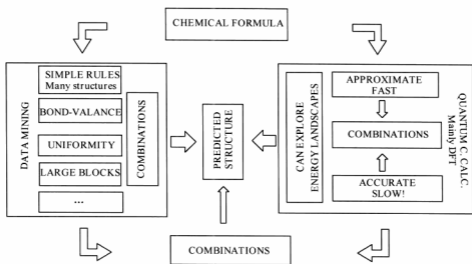 CHEMICAL FORMULA
DATA MINING
SIMPLE RULES
Many structures
BOND-VALANCE
UNIFORMITY
LARGE BLOCKS
...
COMBINATIONS
PREDICTED
STRUCTURE
CAN EXPLORE
ENERGY LANDSCAPES
APPROXIMATE
FAST
COMBINATIONS
ACCURATE
SLOW!
QUANTUM C. CALC.
Mainly DFT
COMBINATIONS